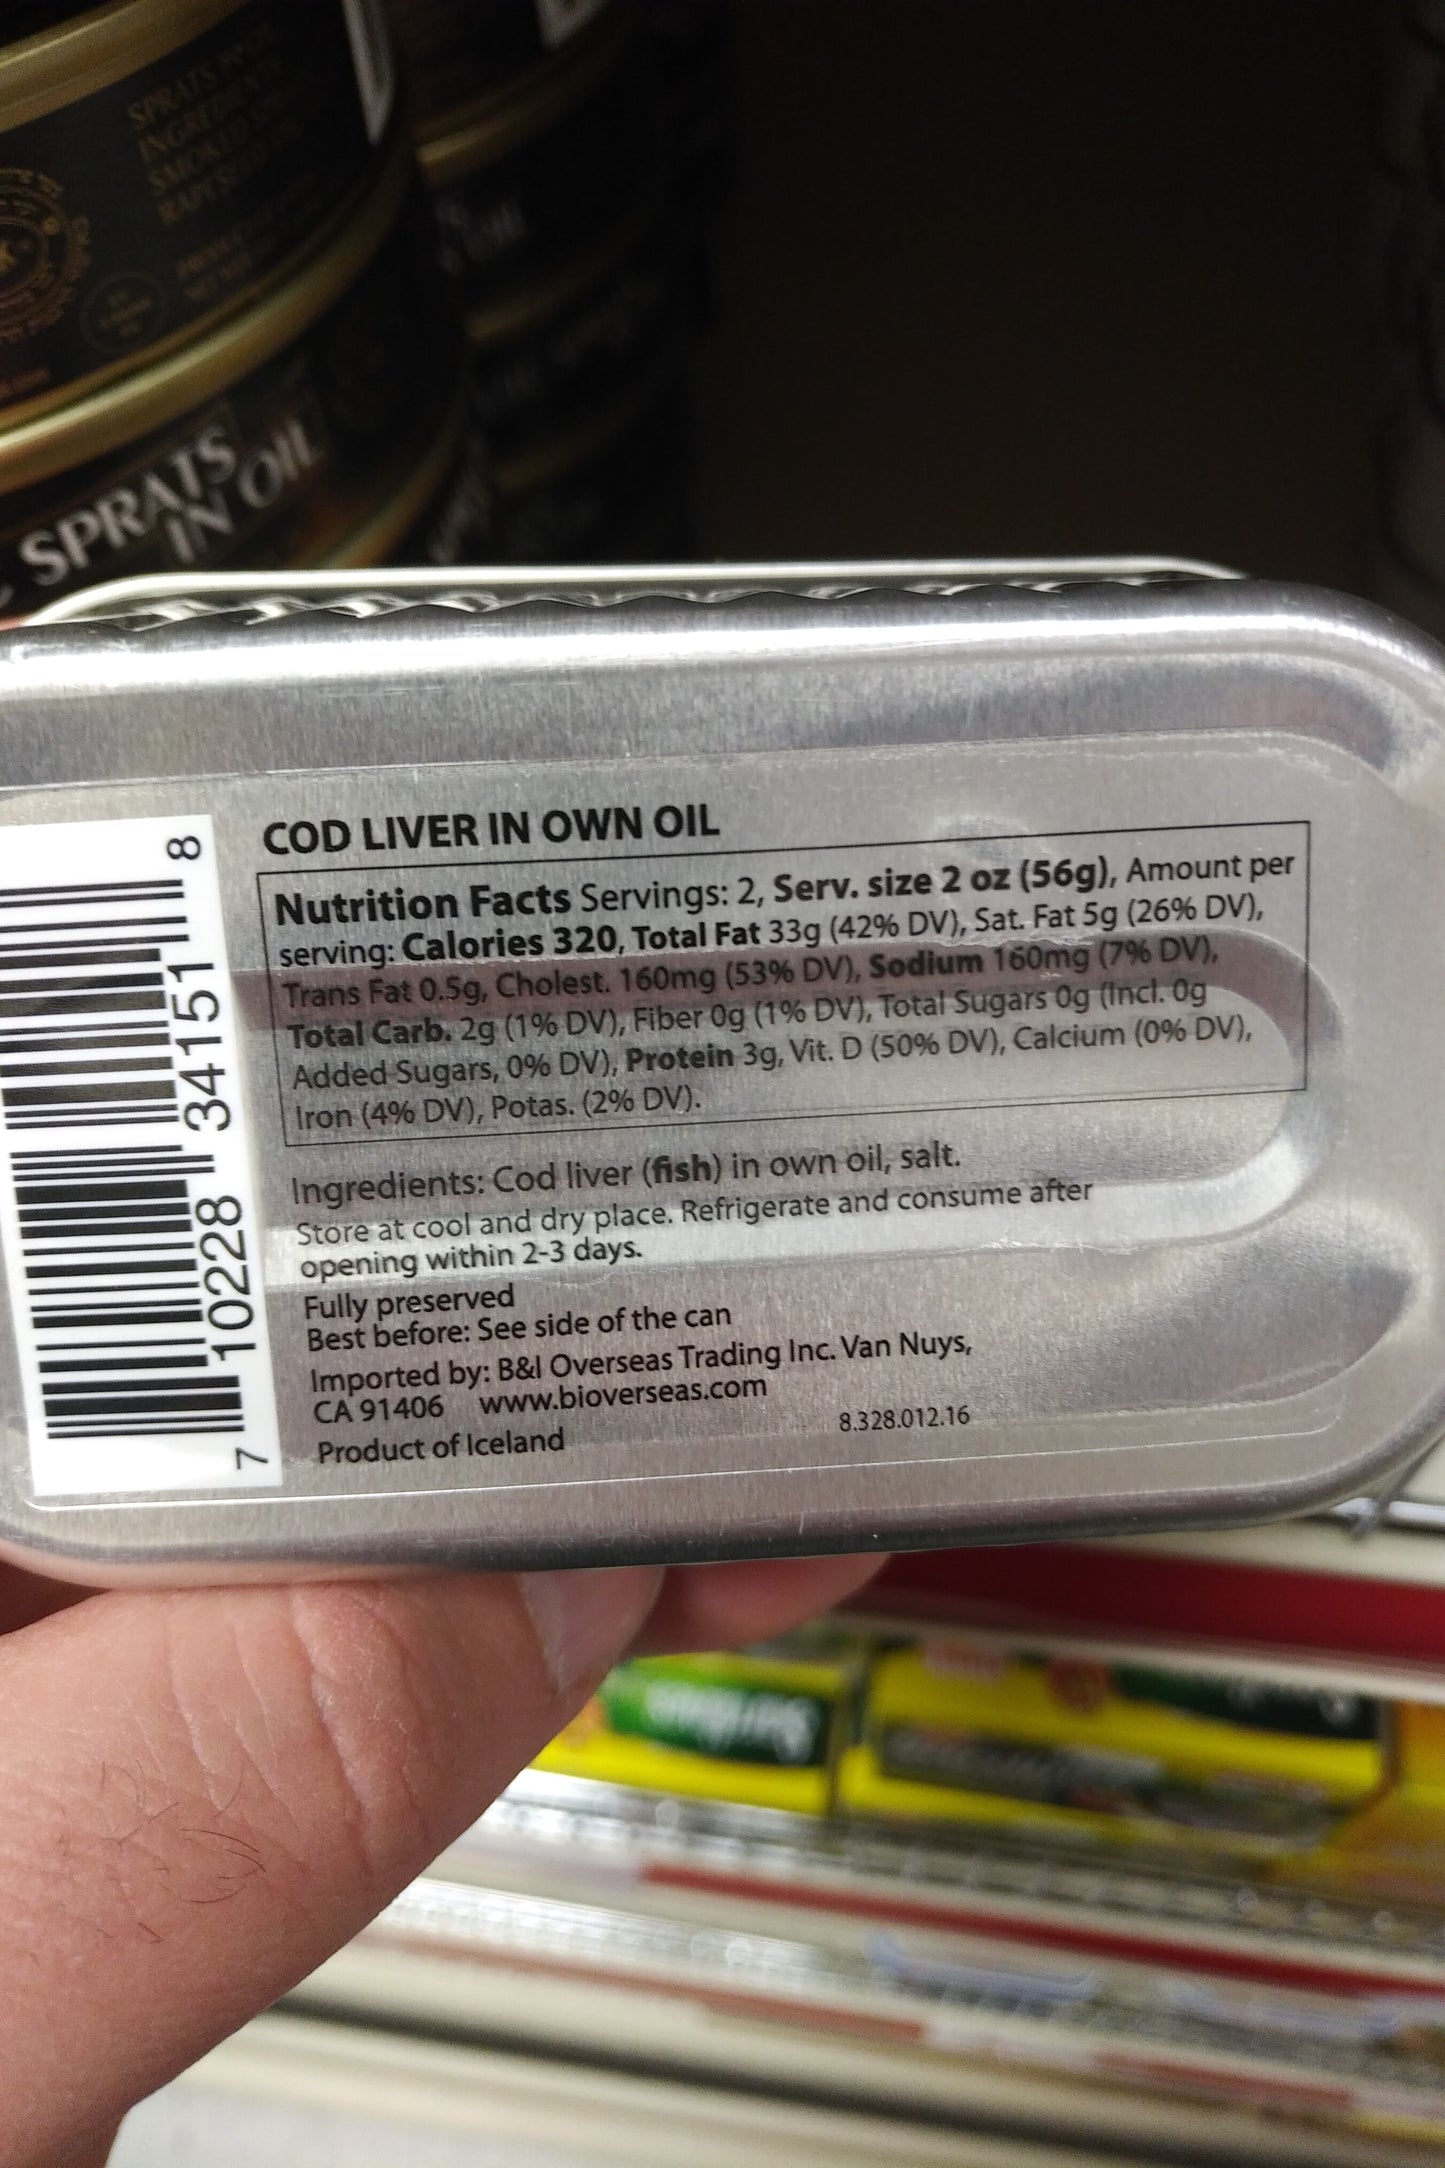 SPRATS
IN OIL
COD LIVER IN OWN OIL
Nutrition Facts Servings: 2, Serv. size 2 oz (56g), Amount per
serving: Calories 320, Total Fat 33g (42% DV), Sat. Fat 5g (26% DV),
Trans Fat 0.5g, Cholest. 160mg (53% DV), Sodium 160mg (7% DV),
Total Carb. 2g (1% DV), Fiber 0g (1% DV), Total Sugars 0g (Incl. 0g
Added Sugars, 0% DV), Protein 3g, Vit. D (50% DV), Calcium (0% DV),
Iron (4% DV), Potas. (2% DV).
Ingredients: Cod liver (fish) in own oil, salt.
Store at cool and dry place. Refrigerate and consume after
opening within 2-3 days.
Fully preserved
Best before: See side of the can
Imported by: B&I Overseas Trading Inc. Van Nuys,
CA 91406 www.bioverseas.com
Product of Iceland 8.328.012.16
7 10228 34151 8